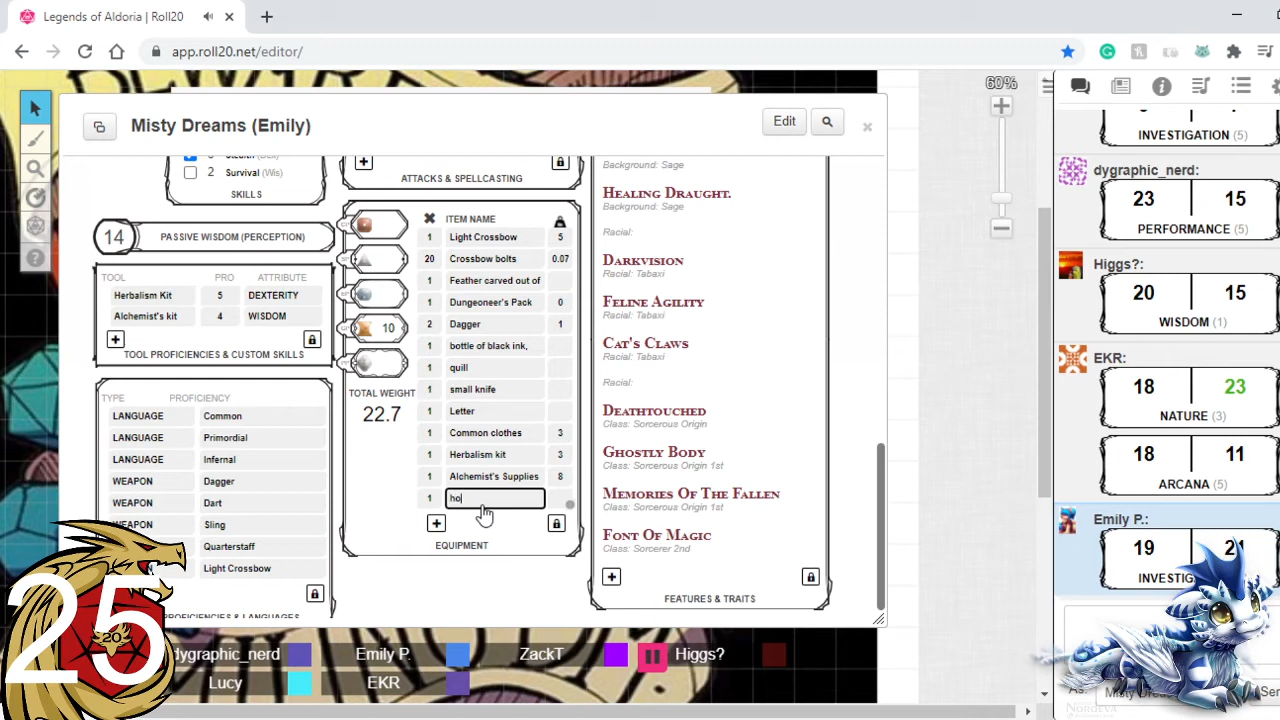 Legends of Aldoria | Roll20
app.roll20.net/editor/
Misty Dreams (Emily)
Edit
60%
2 Survival (Wis)
SKILLS
14 PASSIVE WISDOM (PERCEPTION)
TOOL PRO ATTRIBUTE
Herbalism Kit 5 DEXTERITY
Alchemist's kit 4 WISDOM
TOOL PROFICIENCIES & CUSTOM SKILLS
TYPE PROFICIENCY
LANGUAGE Common
LANGUAGE Primordial
LANGUAGE Infernal
WEAPON Dagger
WEAPON Dart
WEAPON Sling
Quarterstaff
Light Crossbow
ATTACKS & SPELLCASTING
10
TOTAL WEIGHT
22.7
ITEM NAME
1 Light Crossbow 5
20 Crossbow bolts 0.07
1 Feather carved out of
1 Dungeoneer's Pack 0
2 Dagger 1
1 bottle of black ink,
1 quill
1 small knife
1 Letter
1 Common clothes 3
1 Herbalism kit 3
1 Alchemist's Supplies 8
1 ho
EQUIPMENT
Background: Sage
HEALING DRAUGHT.
Background: Sage
Racial:
DARKVISION
Racial: Tabaxi
FELINE AGILITY
Racial: Tabaxi
CAT'S CLAWS
Racial: Tabaxi
Racial:
DEATHTOUCHED
Class: Sorcerous Origin
GHOSTLY BODY
Class: Sorcerous Origin 1st
MEMORIES OF THE FALLEN
Class: Sorcerous Origin 1st
FONT OF MAGIC
Class: Sorcerer 2nd
FEATURES & TRAITS
INVESTIGATION (5)
dygraphic_nerd:
23 15
PERFORMANCE (5)
Higgs?:
20 15
WISDOM (1)
EKR:
18 23
NATURE (3)
18 11
ARCANA (5)
Emily P.:
19
25
20
dygraphic_nerd Emily P. ZackT Higgs?
Lucy EKR
As: